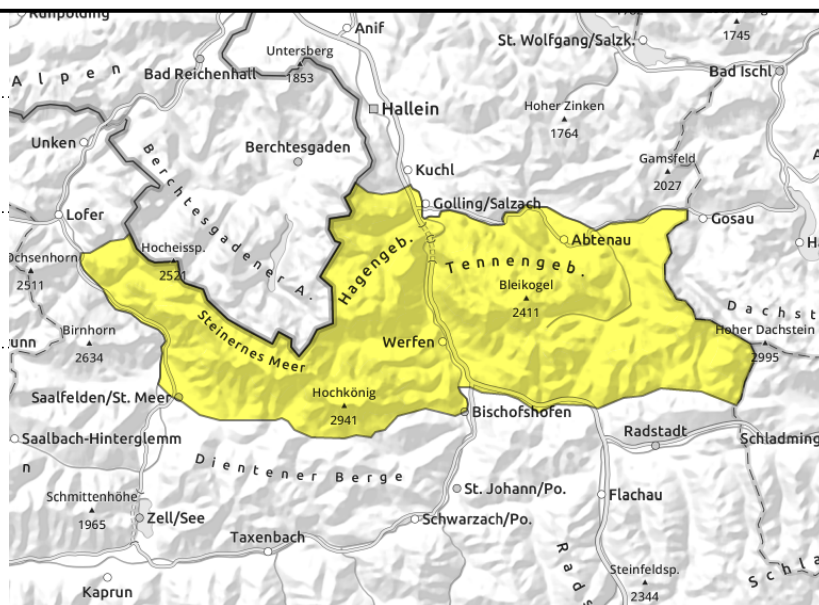 Ruhpolding
1745
Anif
St. Wolfgang/Salzk.
Untersberg
1853
Alpen
Bad Reichenhall
Bad Ischl
Hallein
Hoher Zinken
1764
Unken
Berchtesgaden
Berchtesgadener A.
Kuchl
Gamsfeld
2027
Golling/Salzach
Lofer
Gosau
Hocheissp.
2521
Hagengeb.
Abtenau
Ochsenhorn
2511
Tennengeb.
Bleikogel
2411
Steinernes Meer
Birnhorn
2634
Werfen
Hoher Dachstein
2995
Hochkönig
2941
Saalfelden/St. Meer
Bischofshofen
Saalbach-Hinterglemm
n
Radstadt
Schladming
Dientener Berge
Schmittenhöhe
1965
St. Johann/Po.
Flachau
Zell/See
Schwarzach/Po.
Taxenbach
Kaprun
Steinfeldsp.
2344